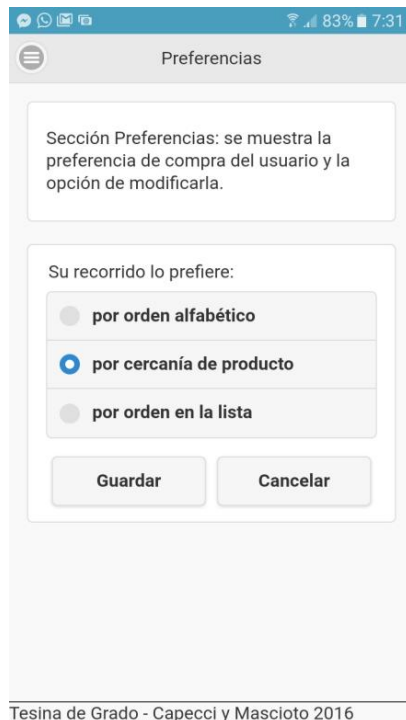 83% 7:31
Preferencias
Sección Preferencias: se muestra la
preferencia de compra del usuario y la
opción de modificarla.
Su recorrido lo prefiere:
por orden alfabético
por cercanía de producto
por orden en la lista
Guardar Cancelar
Tesina de Grado - Capecci y Mascioto 2016